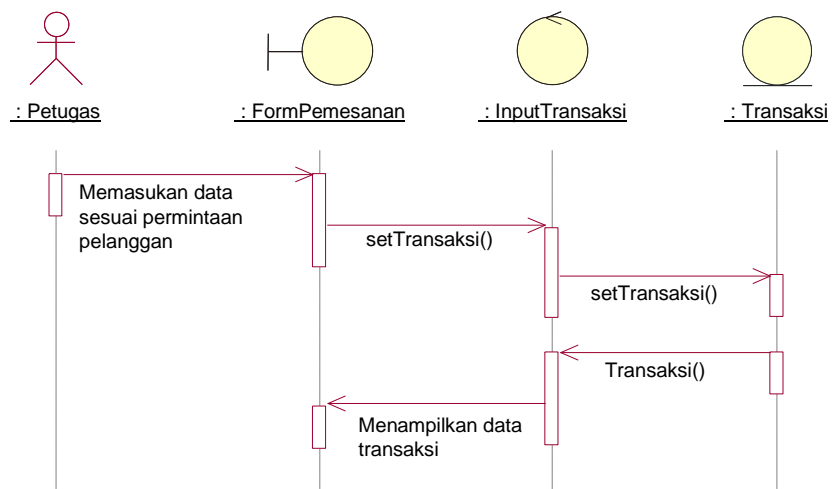 : Petugas
: FormPemesanan
: InputTransaksi
: Transaksi
Memasukan data
sesuai permintaan
pelanggan
setTransaksi()
setTransaksi()
Transaksi()
Menampilkan data
transaksi